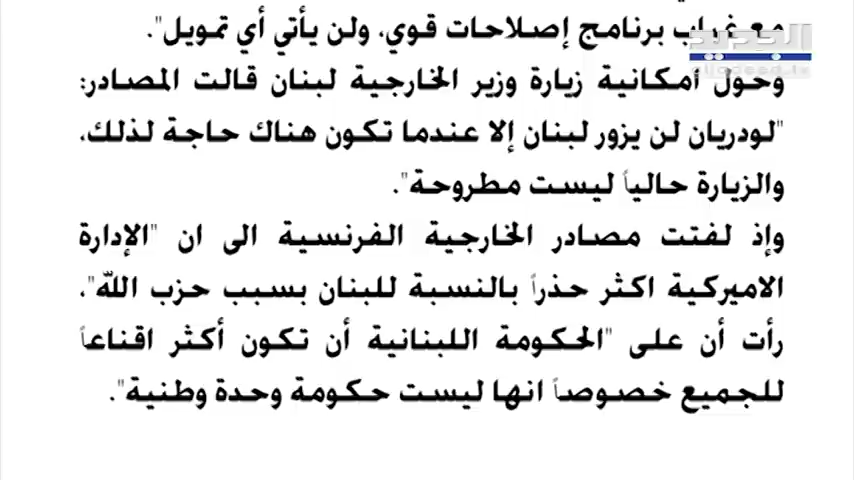 مع غياب برنامج إصلاحات قوي، ولن يأتي أي تمويل".
الجديد
aljadeed.tv
وحول أمكانية زيارة وزير الخارجية لبنان قالت المصادر:
"لودريان لن يزور لبنان إلا عندما تكون هناك حاجة لذلك،
والزيارة حالياً ليست مطروحة".
وإذ لفتت مصادر الخارجية الفرنسية الى ان "الإدارة
الاميركية اكثر حذراً بالنسبة للبنان بسبب حزب الله"،
رأت أن على "الحكومة اللبنانية أن تكون أكثر اقناعاً
للجميع خصوصاً انها ليست حكومة وحدة وطنية".